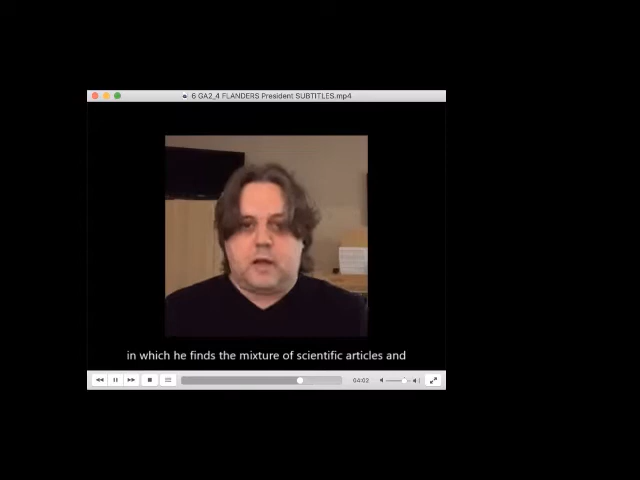 6 GA2_4 FLANDERS President SUBTITLES.mp4
in which he finds the mixture of scientific articles and
04:02